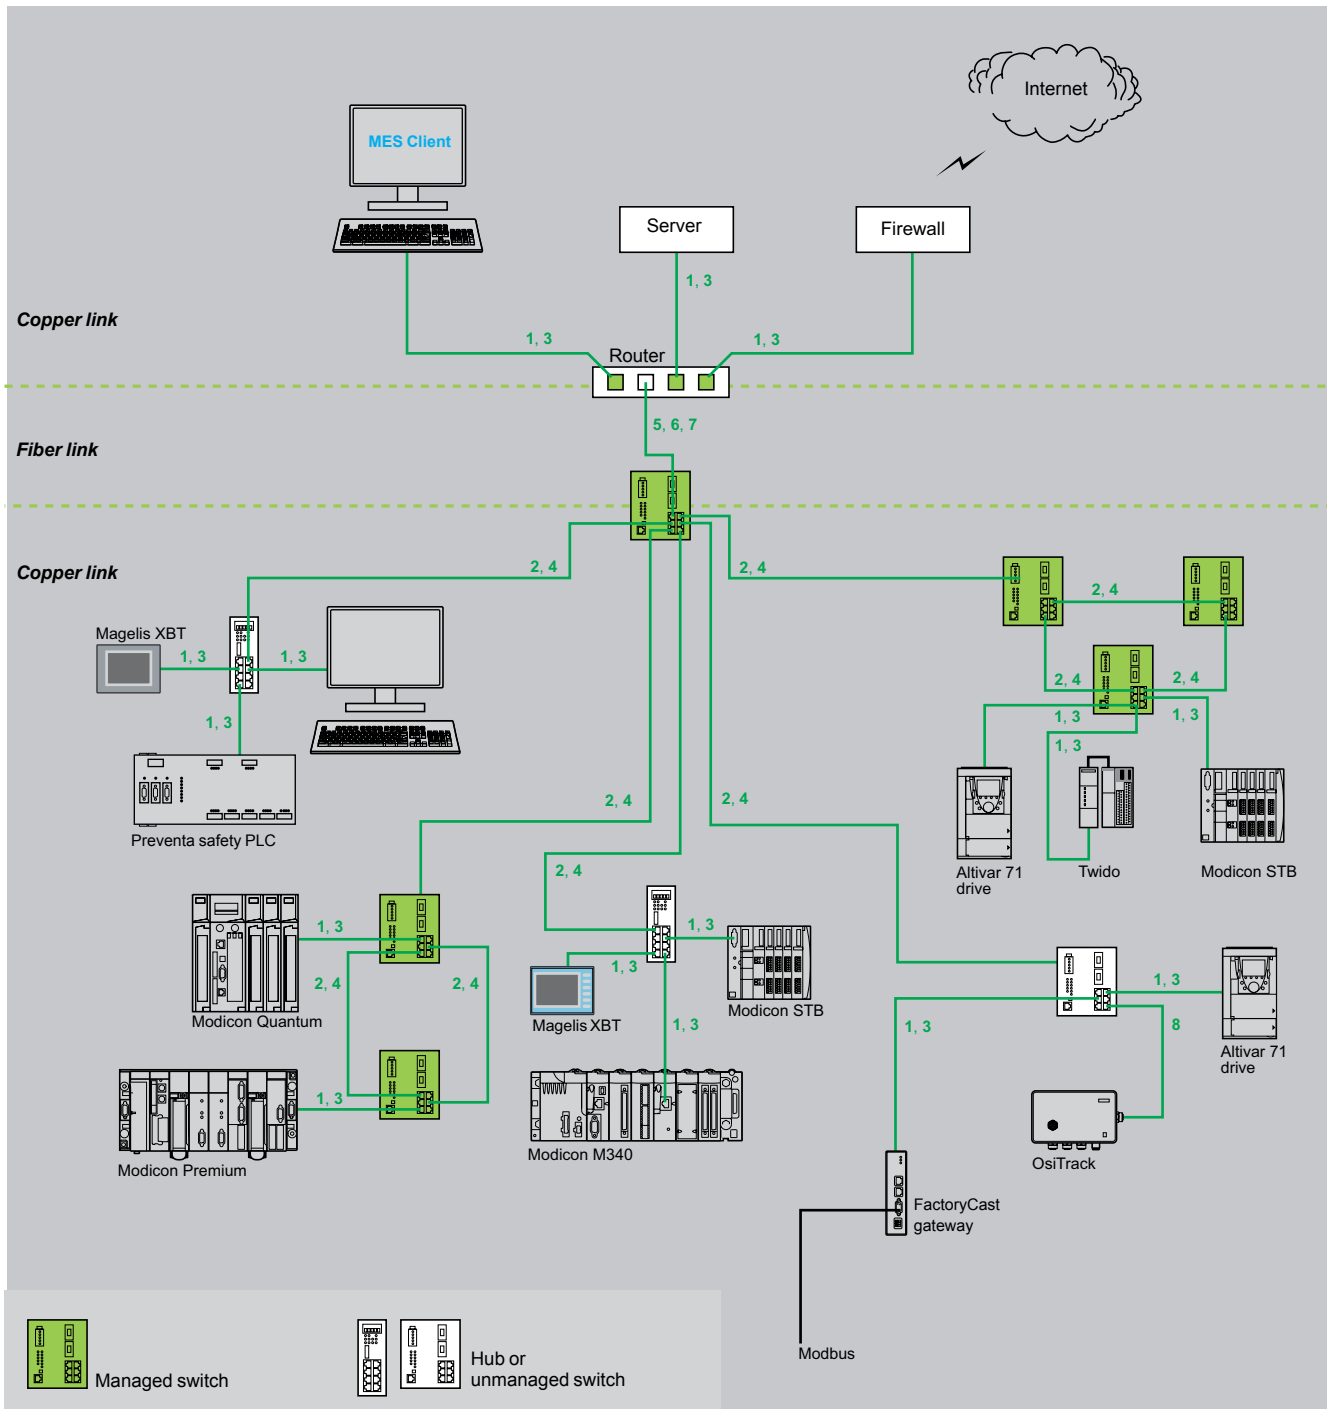 Internet
MES Client
Server
Firewall
1, 3
Copper link
1, 3
1, 3
Router
5, 6, 7
Fiber link
Copper link
2, 4
2, 4
2, 4
Magelis XBT
1, 3
1, 3
2, 4
2, 4
1, 3
1, 3
1, 3
1, 3
2, 4
2, 4
Preventa safety PLC
Altivar 71
drive
Twido
Modicon STB
2, 4
1, 3
1, 3
2, 4
2, 4
1, 3
1, 3
Modicon Quantum
Magelis XBT
Modicon STB
1, 3
1, 3
8
Altivar 71
drive
1, 3
Modicon Premium
Modicon M340
OsiTrack
FactoryCast
gateway
Modbus
Managed switch
Hub or
unmanaged switch